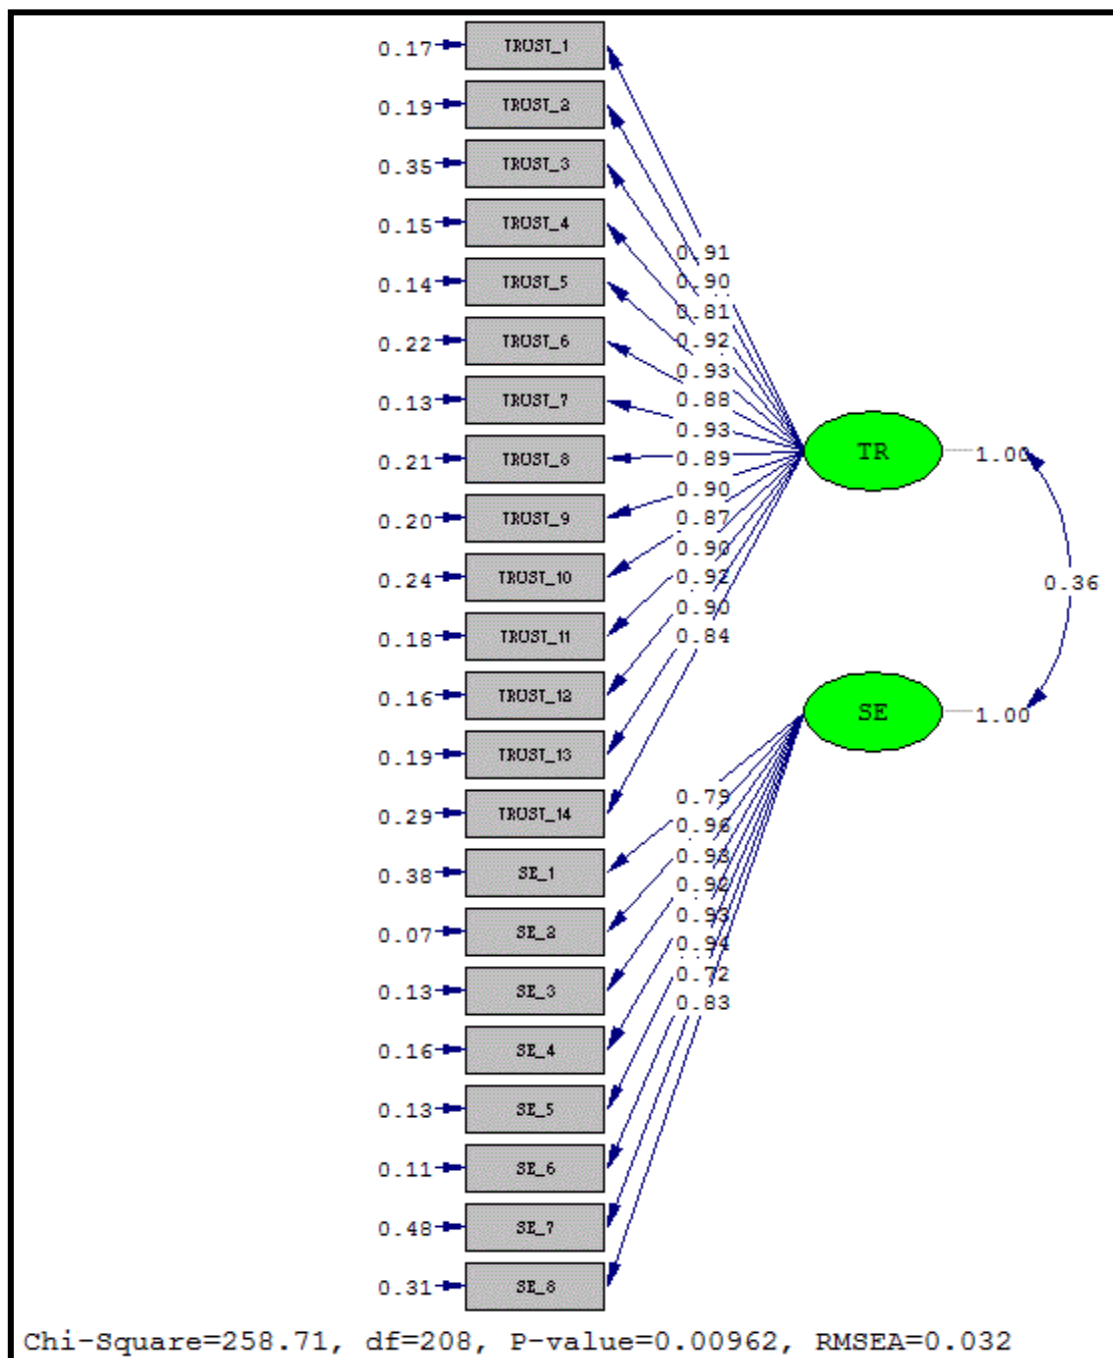 0.17 TRUST_1
0.19 TRUST_2
0.35 TRUST_3
0.15 TRUST_4
0.14 TRUST_5
0.22 TRUST_6
0.13 TRUST_7
0.21 TRUST_8
0.20 TRUST_9
0.24 TRUST_10
0.18 TRUST_11
0.16 TRUST_12
0.19 TRUST_13
0.29 TRUST_14
0.38 SE_1
0.07 SE_2
0.13 SE_3
0.16 SE_4
0.13 SE_5
0.11 SE_6
0.48 SE_7
0.31 SE_8
0.91
0.90
0.81
0.92
0.93
0.88
0.93
0.89
0.90
0.87
0.90
0.92
0.90
0.84
0.79
0.96
0.93
0.92
0.93
0.94
0.72
0.83
TR 1.00
0.36
SE 1.00
Chi-Square=258.71, df=208, P-value=0.00962, RMSEA=0.032